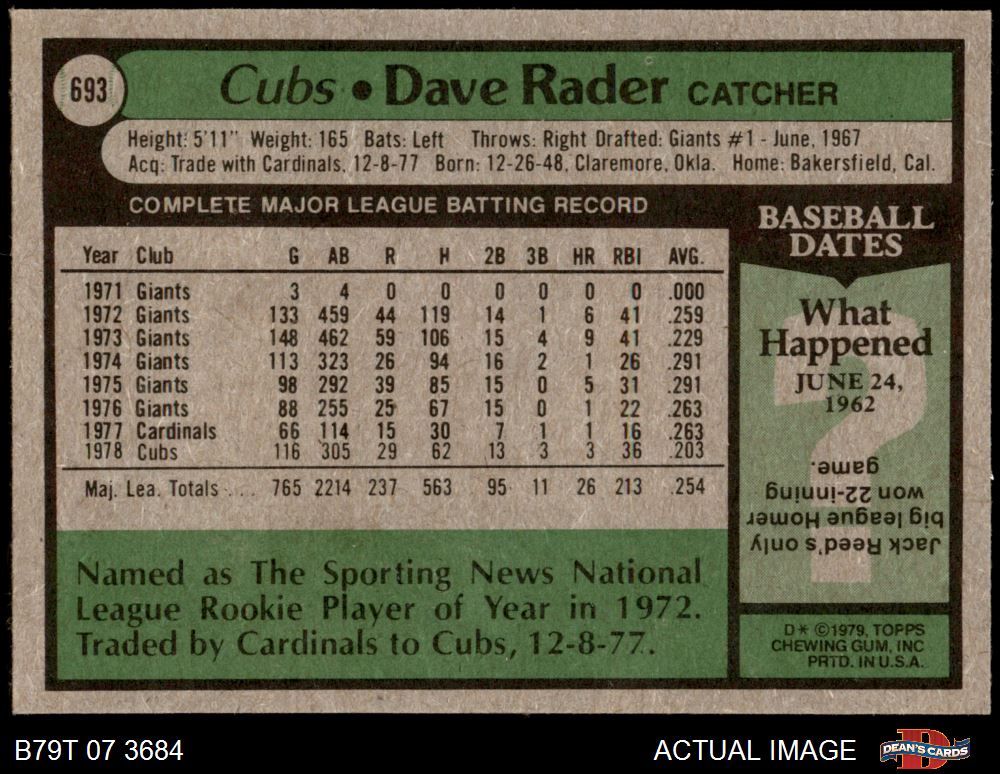 693
Cubs • Dave Rader CATCHER
Height: 5'11" Weight: 165 Bats: Left Throws: Right Drafted: Giants #1 - June, 1967
Acq: Trade with Cardinals, 12-8-77 Born: 12-26-48, Claremore, Okla. Home: Bakersfield, Cal.
COMPLETE MAJOR LEAGUE BATTING RECORD
Year Club G AB R H 2B 3B HR RBI AVG.
1971 Giants 3 4 0 0 0 0 0 0 .000
1972 Giants 133 459 44 119 14 1 6 41 .259
1973 Giants 148 462 59 106 15 4 9 41 .229
1974 Giants 113 323 26 94 16 2 1 26 .291
1975 Giants 98 292 39 85 15 0 5 31 .291
1976 Giants 88 255 25 67 15 0 1 22 .263
1977 Cardinals 66 114 15 30 7 1 1 16 .263
1978 Cubs 116 305 29 62 13 3 3 36 .203
Maj. Lea. Totals . . . 765 2214 237 563 95 11 26 213 .254
Named as The Sporting News National
League Rookie Player of Year in 1972.
Traded by Cardinals to Cubs, 12-8-77.
BASEBALL
DATES
What
Happened
JUNE 24,
1962
Jack Reed's only
big league Homer
won 22-inning
game.
D* ©1979, TOPPS
CHEWING GUM, INC
PRTD. IN U.S.A.
B79T 07 3684
ACTUAL IMAGE
DEAN'S CARDS